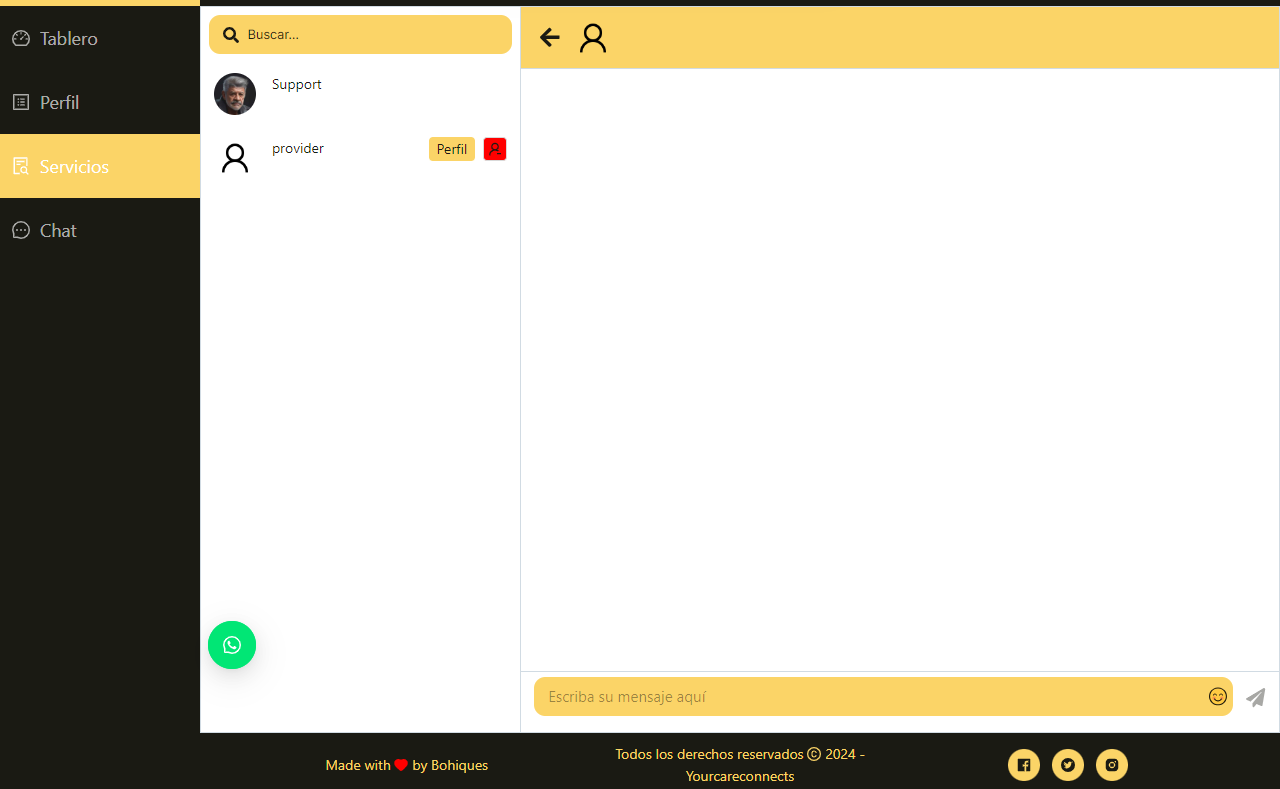 Tablero
Perfil
Servicios
Chat
Buscar...
Support
provider
Perfil
Escriba su mensaje aquí
Made with by Bohiques
Todos los derechos reservados © 2024 -
Yourcareconnects